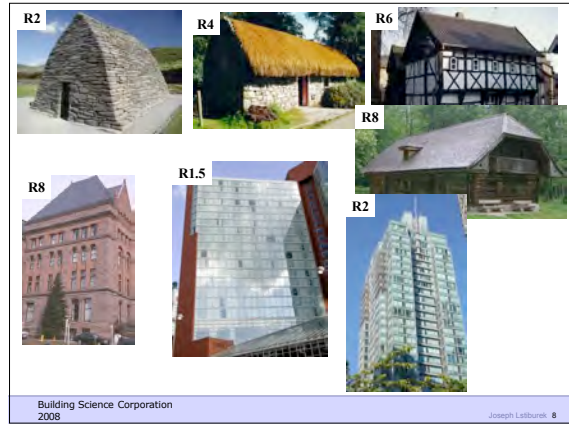 R2
R4
R6
R8
R8
R1.5
R2
Building Science Corporation
2008
Joseph Lstiburek 8